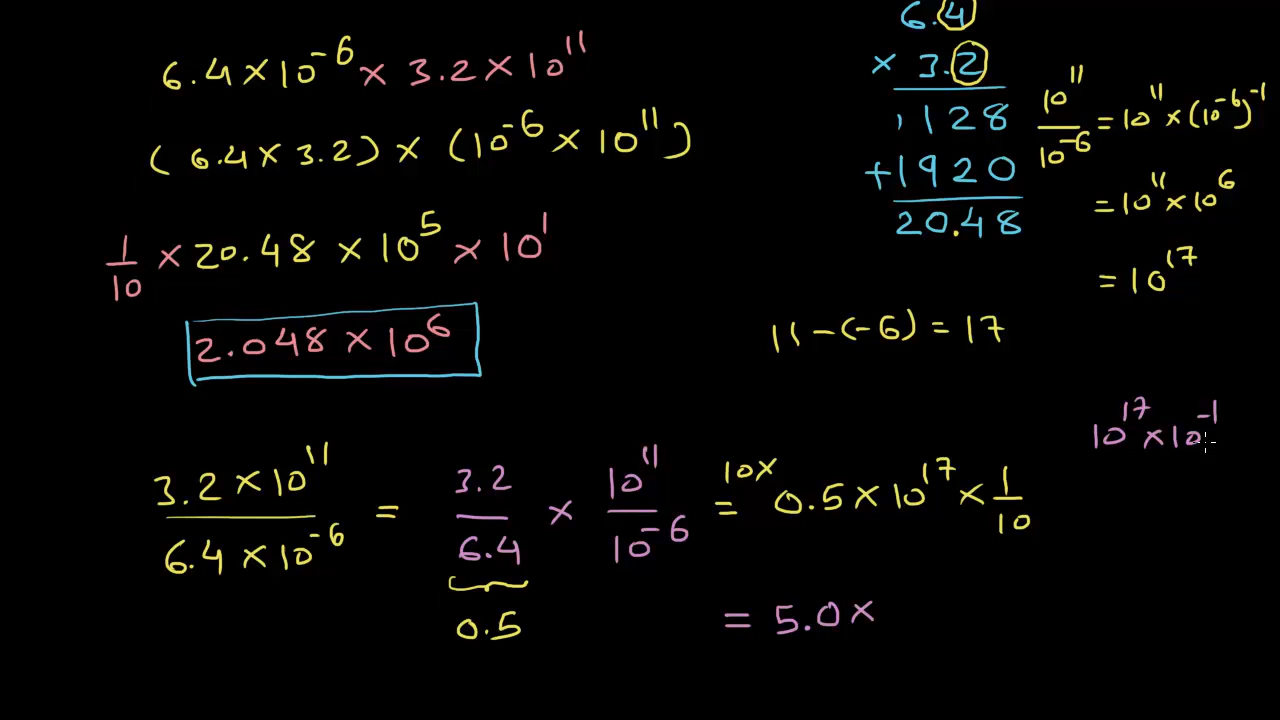 6.4 × 10⁻⁶ × 3.2 × 10¹¹
(6.4 × 3.2) × (10⁻⁶ × 10¹¹)
1/10 × 20.48 × 10⁵ × 10¹
2.048 × 10⁶
6.4
× 3.2
1128
+1920
20.48
10¹¹/10⁻⁶ = 10¹¹ × (10⁻⁶)⁻¹
= 10¹¹ × 10⁶
= 10¹⁷
11 - (-6) = 17
10¹⁷ × 10⁻¹
(3.2 × 10¹¹)/(6.4 × 10⁻⁶) = 3.2/6.4 × 10¹¹/10⁻⁶ = 10× 0.5 × 10¹⁷ × 1/10
0.5
= 5.0 ×